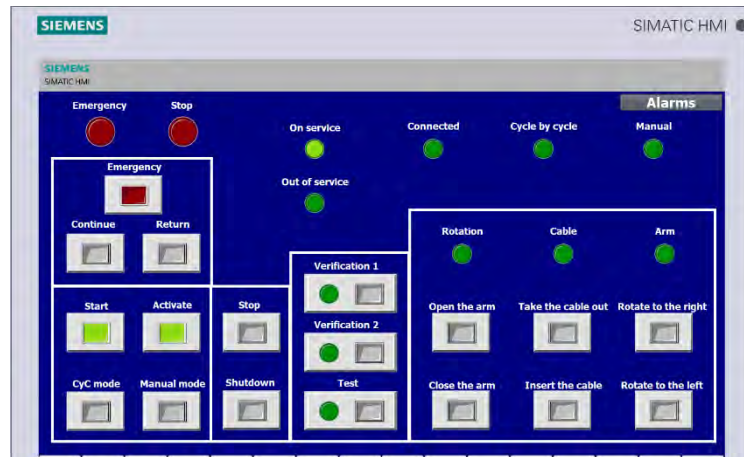 SIEMENS
SIMATIC HMI
SIEMENS
SIMATIC HMI
Alarms
Emergency
Stop
On service
Connected
Cycle by cycle
Manual
Out of service
Emergency
Continue
Return
Rotation
Cable
Arm
Verification 1
Start
Activate
Stop
Open the arm
Take the cable out
Rotate to the right
Verification 2
CyC mode
Manual mode
Shutdown
Test
Close the arm
Insert the cable
Rotate to the left